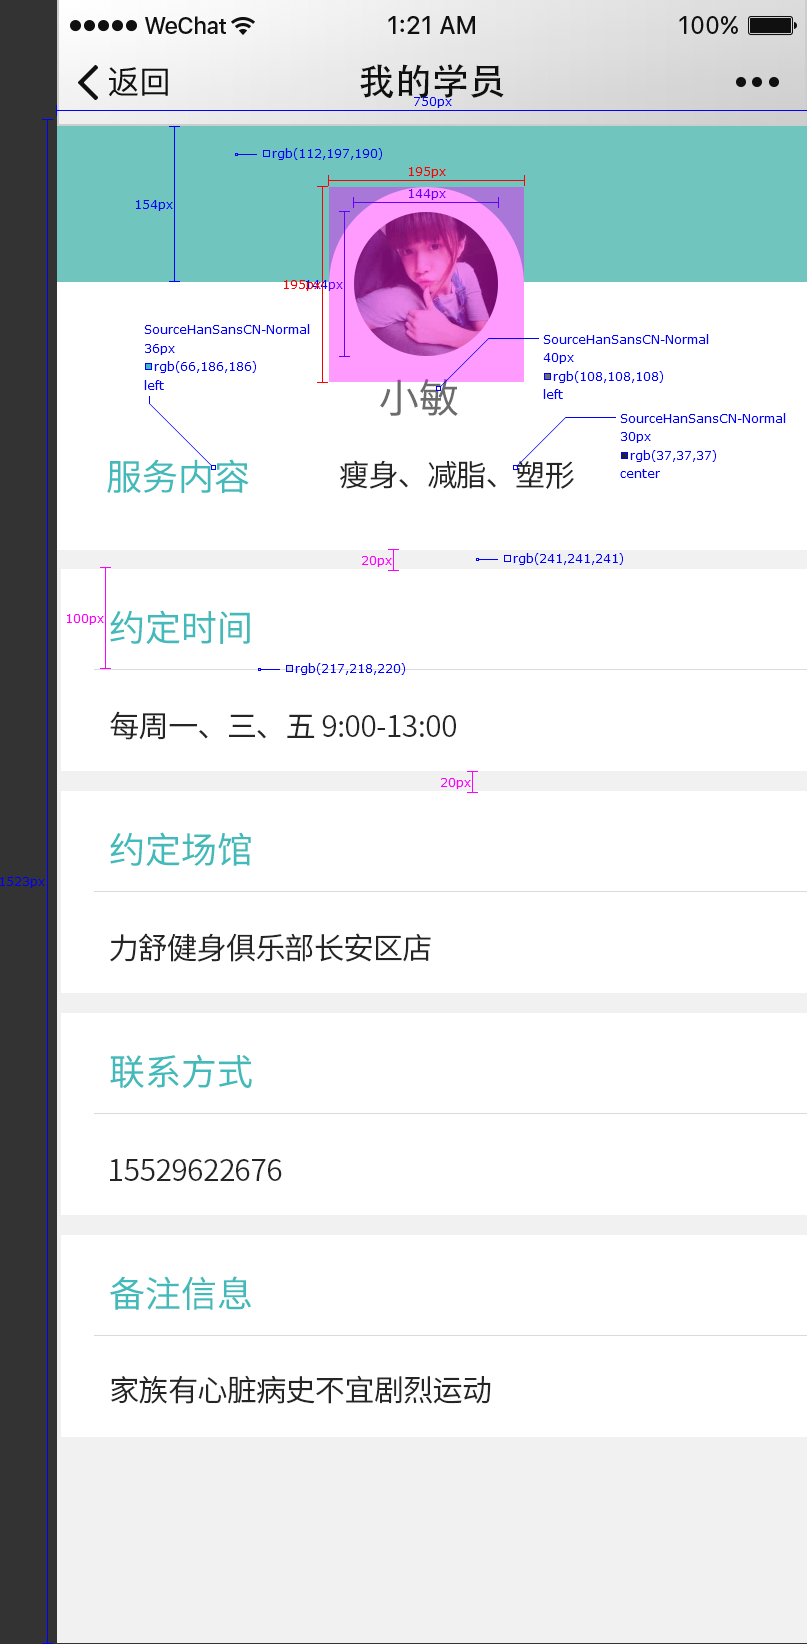 WeChat 1:21 AM 100%
返回 我的学员
750px
rgb(112,197,190)
195px
144px
154px
195px
144px
SourceHanSansCN-Normal
36px
rgb(66,186,186)
left
SourceHanSansCN-Normal
40px
rgb(108,108,108)
left
小敏
SourceHanSansCN-Normal
30px
rgb(37,37,37)
center
服务内容 瘦身、减脂、塑形
20px
rgb(241,241,241)
100px
约定时间
rgb(217,218,220)
每周一、三、五 9:00-13:00
20px
约定场馆
1523px
力舒健身俱乐部长安区店
联系方式
15529622676
备注信息
家族有心脏病史不宜剧烈运动